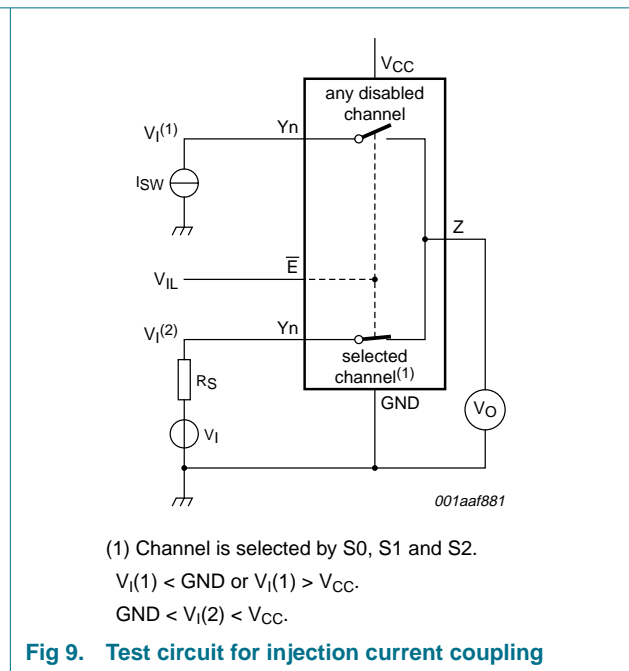 VCC
any disabled
channel
VI(1)
Yn
ISW
Z
VIL
E
VI(2)
Yn
selected
channel(1)
RS
GND
VO
VI
001aaf881
(1) Channel is selected by S0, S1 and S2.
VI(1) < GND or VI(1) > VCC.
GND < VI(2) < VCC.
Fig 9. Test circuit for injection current coupling